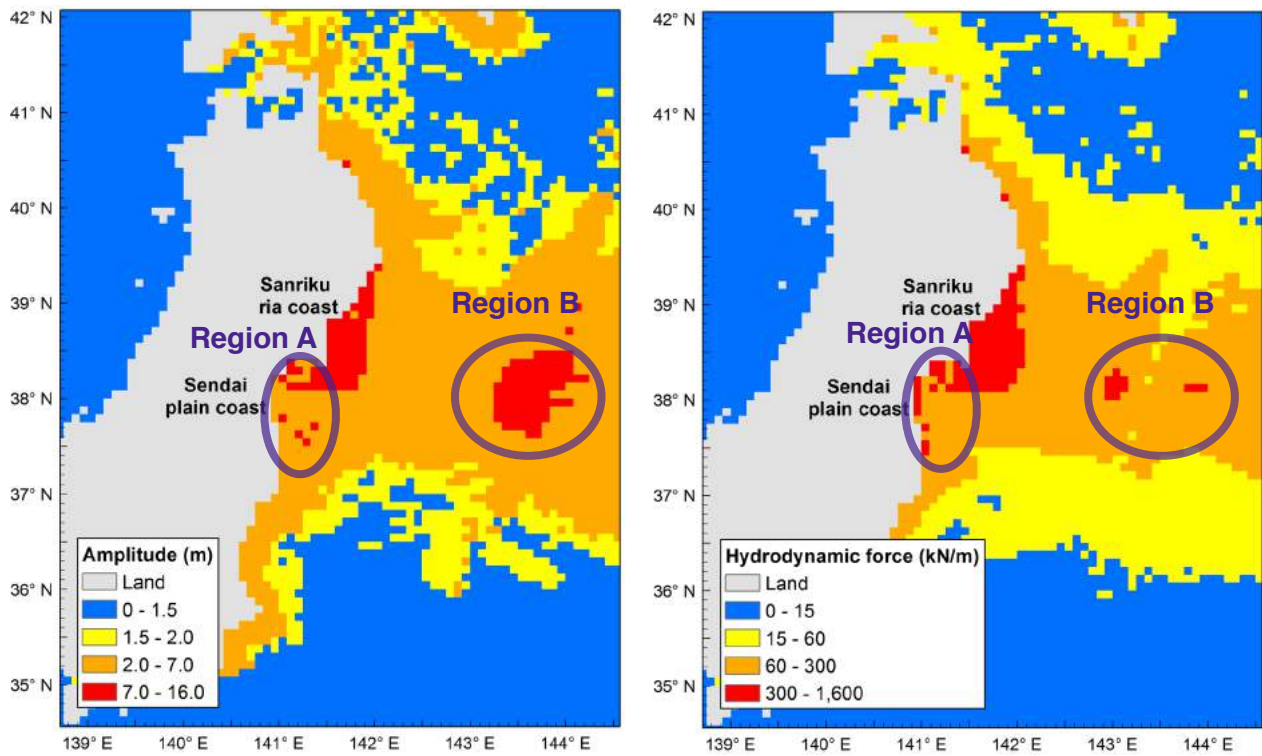 42° N
41° N
40° N
39° N
38° N
37° N
36° N
35° N
139° E
140° E
141° E
142° E
143° E
144° E
Sanriku
ria coast
Region A
Region B
Sendai
plain coast
Amplitude (m)
Land
0 - 1.5
1.5 - 2.0
2.0 - 7.0
7.0 - 16.0
42° N
41° N
40° N
39° N
38° N
37° N
36° N
35° N
139° E
140° E
141° E
142° E
143° E
144° E
Sanriku
ria coast
Region A
Region B
Sendai
plain coast
Hydrodynamic force (kN/m)
Land
0 - 15
15 - 60
60 - 300
300 - 1,600